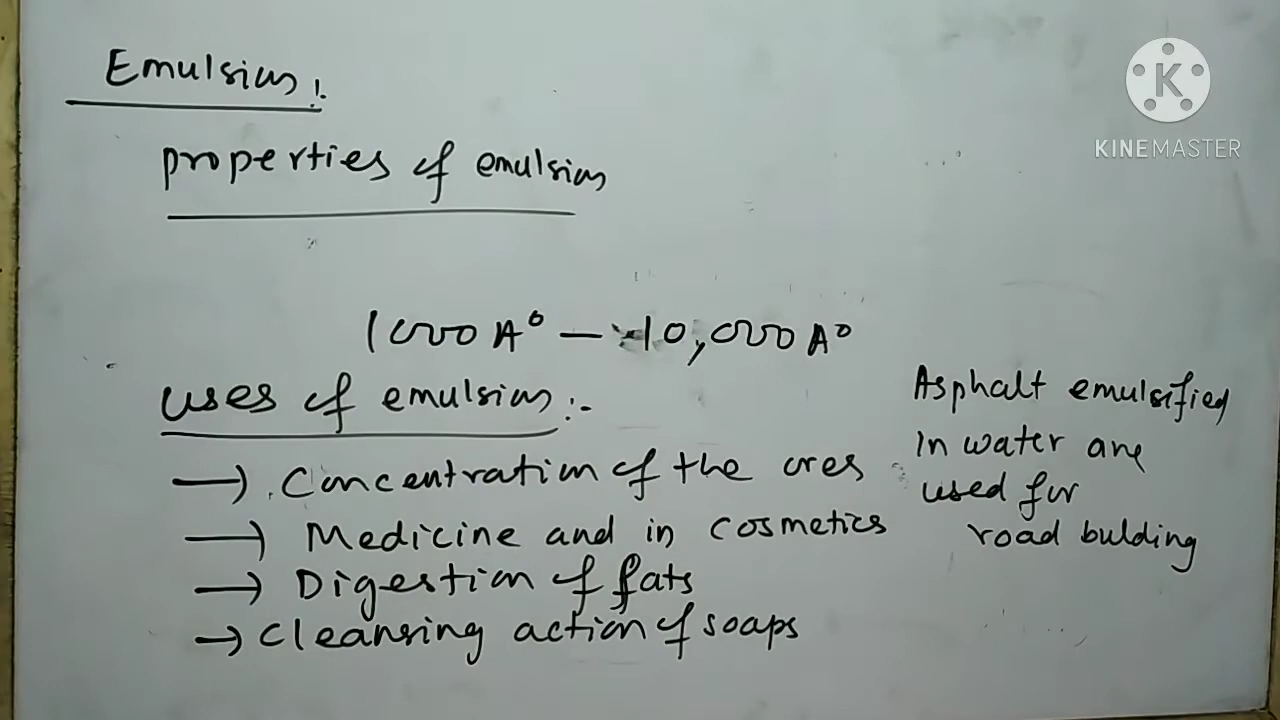 Emulsion:
properties of emulsion
1000 A° — 10,000 A°
uses of emulsion:-
→ Concentration of the ores
→ Medicine and in cosmetics
→ Digestion of fats
→ Cleansing action of soaps
Asphalt emulsified
in water are
used for
road bulding
K
KINEMASTER